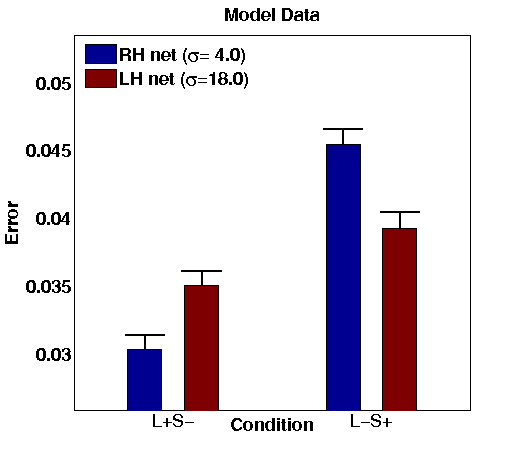 Model Data
RH net (σ= 4.0)
LH net (σ=18.0)
0.05
0.045
0.04
0.035
0.03
Error
L+S−
L−S+
Condition